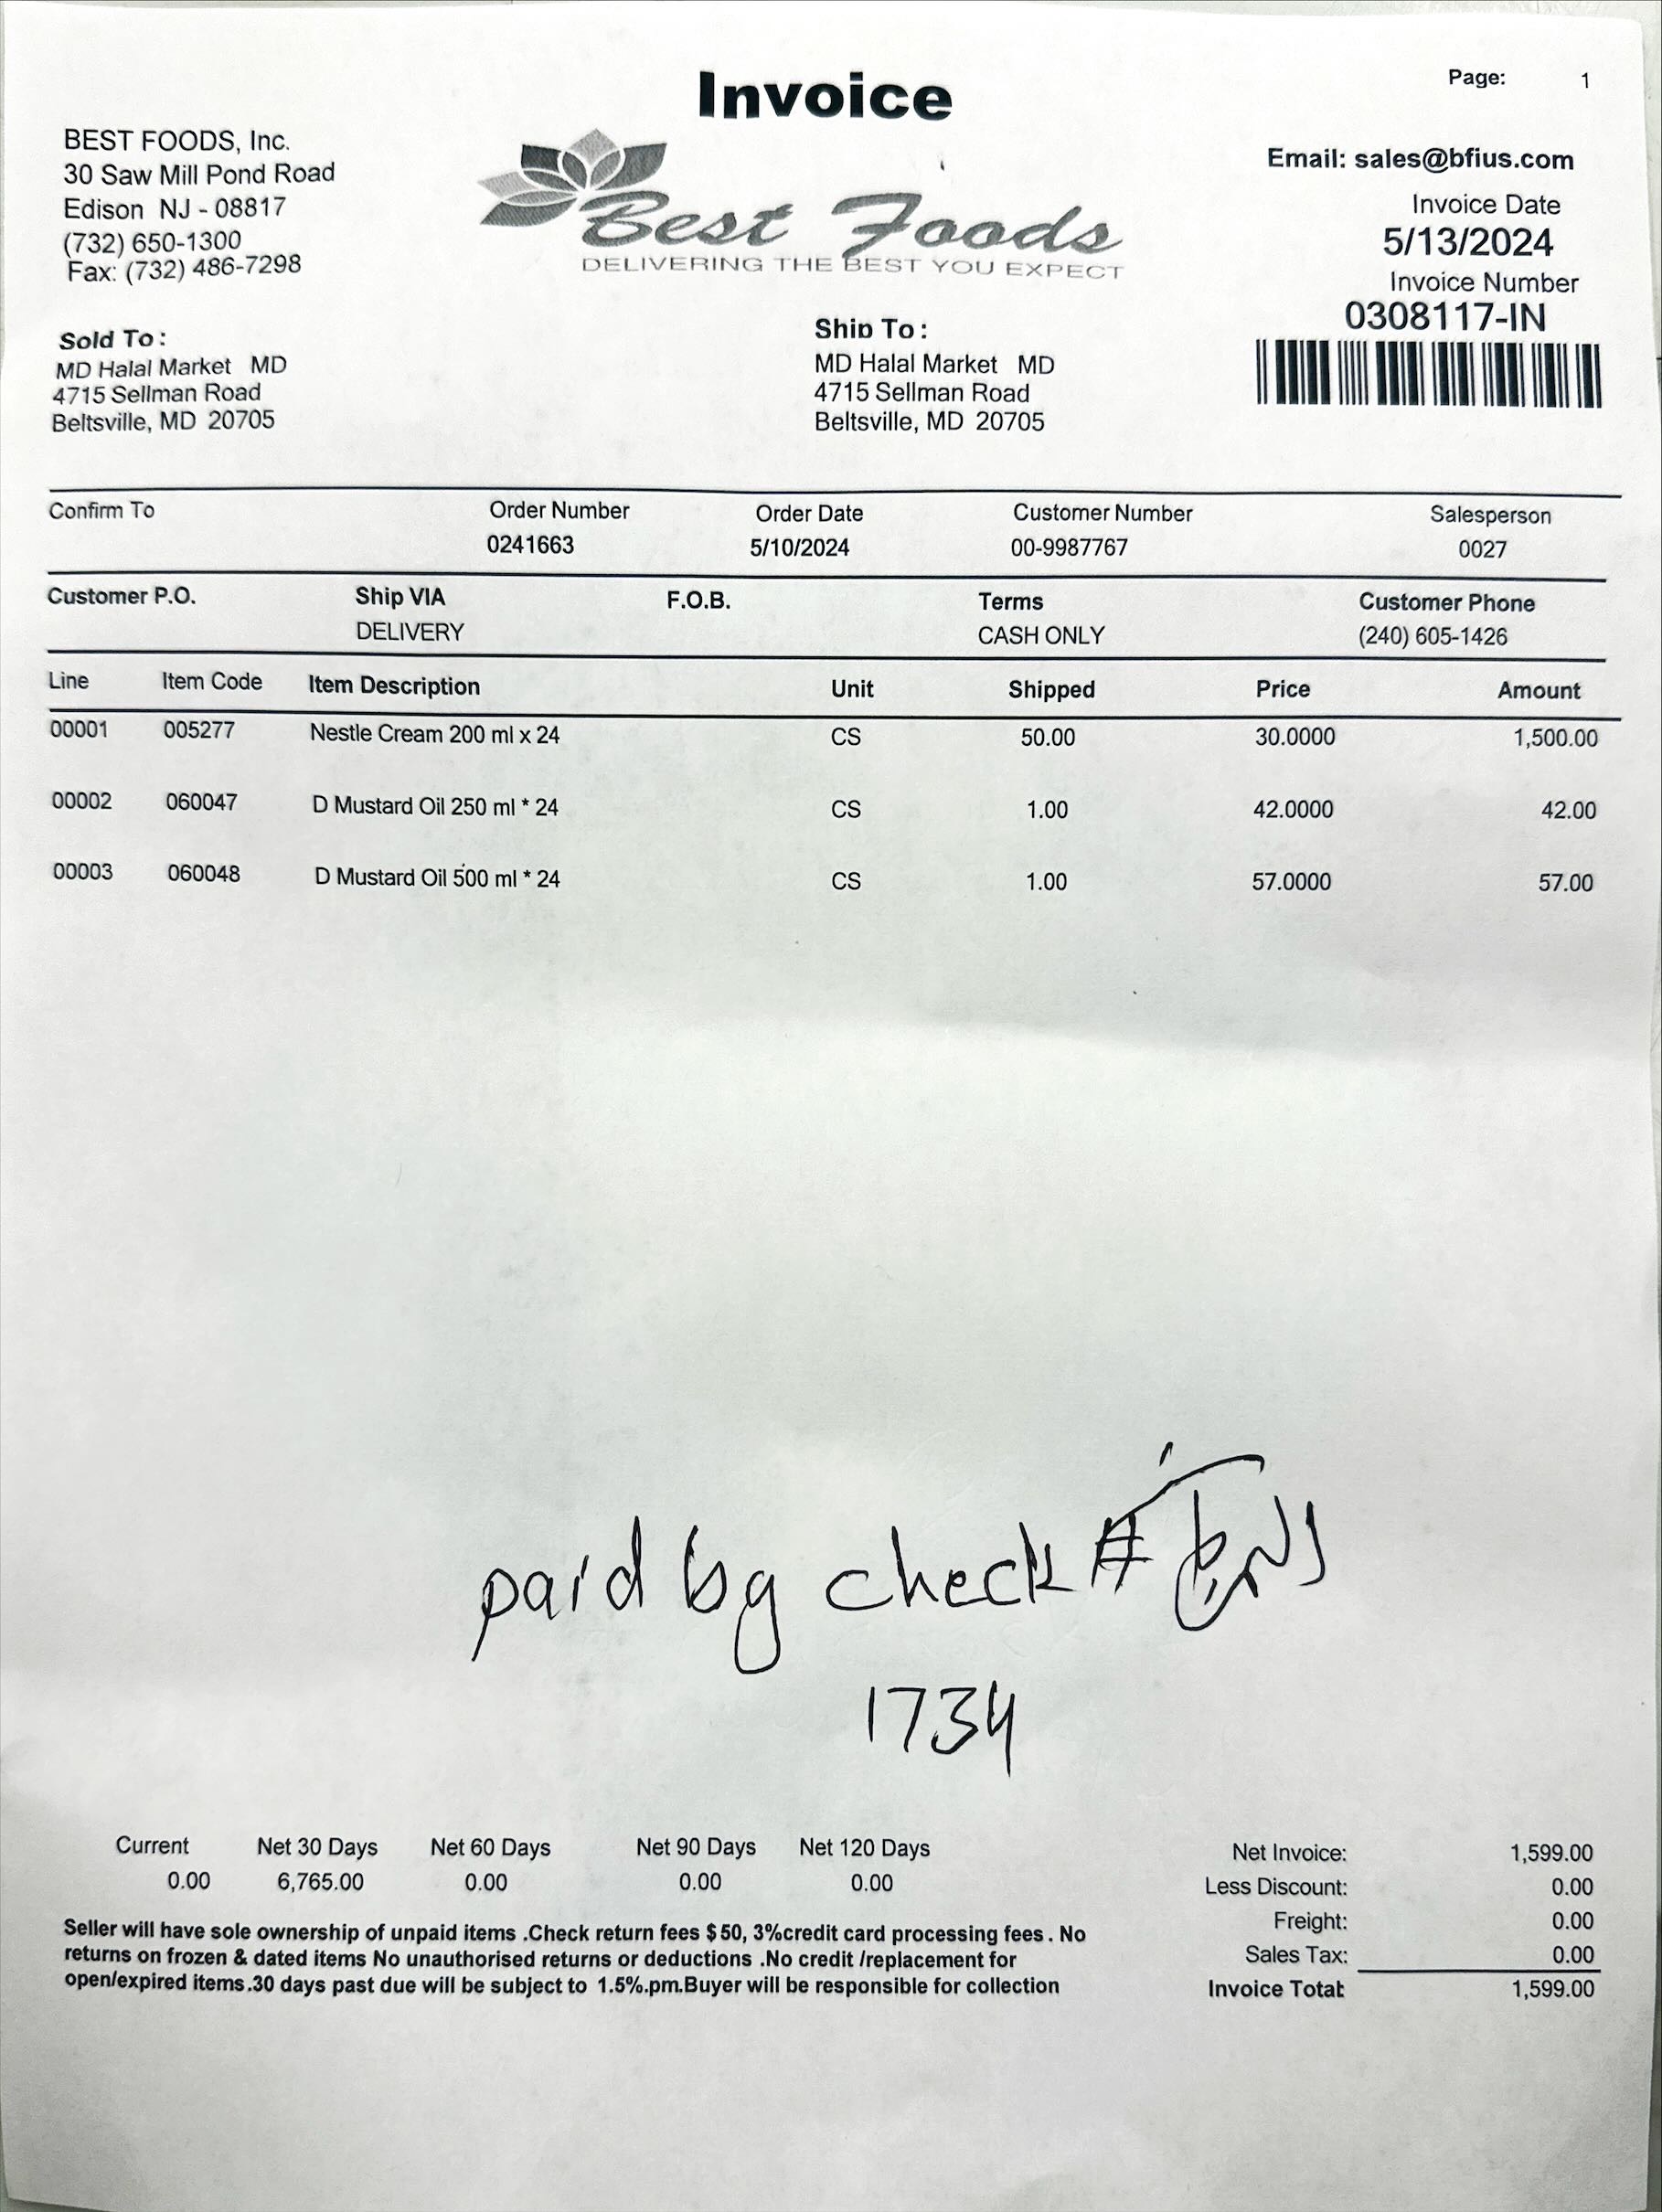 Invoice
Page: 1
BEST FOODS, Inc.
30 Saw Mill Pond Road
Edison NJ - 08817
(732) 650-1300
Fax: (732) 486-7298
Best Foods
DELIVERING THE BEST YOU EXPECT
Email: sales@bfius.com
Invoice Date
5/13/2024
Invoice Number
0308117-IN
Sold To :
MD Halal Market MD
4715 Sellman Road
Beltsville, MD 20705
Ship To :
MD Halal Market MD
4715 Sellman Road
Beltsville, MD 20705
Confirm To Order Number Order Date Customer Number Salesperson
0241663 5/10/2024 00-9987767 0027
Customer P.O. Ship VIA F.O.B. Terms Customer Phone
DELIVERY CASH ONLY (240) 605-1426
Line Item Code Item Description Unit Shipped Price Amount
00001 005277 Nestle Cream 200 ml x 24 CS 50.00 30.0000 1,500.00
00002 060047 D Mustard Oil 250 ml * 24 CS 1.00 42.0000 42.00
00003 060048 D Mustard Oil 500 ml * 24 CS 1.00 57.0000 57.00
paid by check #
1734
Current Net 30 Days Net 60 Days Net 90 Days Net 120 Days
0.00 6,765.00 0.00 0.00 0.00
Seller will have sole ownership of unpaid items .Check return fees $50, 3%credit card processing fees. No
returns on frozen & dated items No unauthorised returns or deductions .No credit /replacement for
open/expired items.30 days past due will be subject to 1.5%.pm.Buyer will be responsible for collection
Net Invoice: 1,599.00
Less Discount: 0.00
Freight: 0.00
Sales Tax: 0.00
Invoice Total: 1,599.00